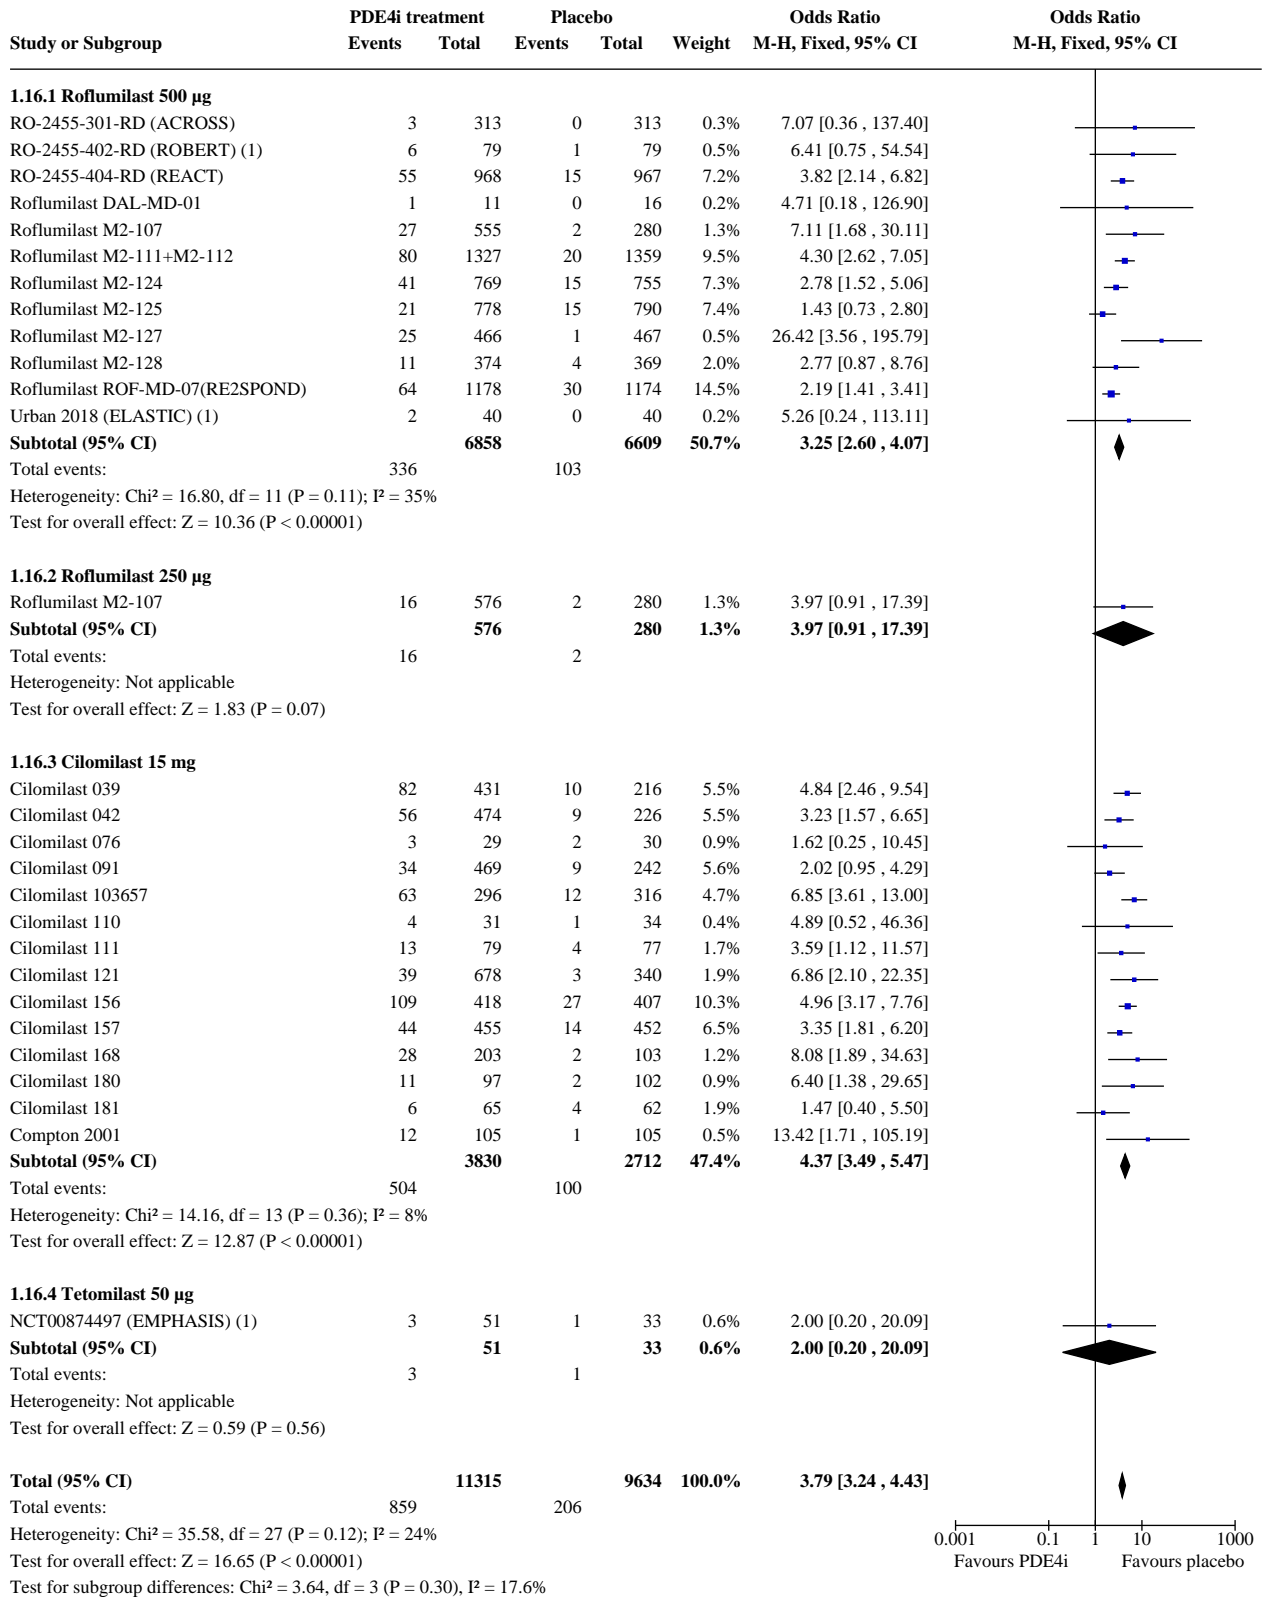 PDE4i treatment Placebo Odds Ratio Odds Ratio
Study or Subgroup Events Total Events Total Weight M-H, Fixed, 95% CI M-H, Fixed, 95% CI
1.16.1 Roflumilast 500 µg
RO-2455-301-RD (ACROSS) 3 313 0 313 0.3% 7.07 [0.36 , 137.40]
RO-2455-402-RD (ROBERT) (1) 6 79 1 79 0.5% 6.41 [0.75 , 54.54]
RO-2455-404-RD (REACT) 55 968 15 967 7.2% 3.82 [2.14 , 6.82]
Roflumilast DAL-MD-01 1 11 0 16 0.2% 4.71 [0.18 , 126.90]
Roflumilast M2-107 27 555 2 280 1.3% 7.11 [1.68 , 30.11]
Roflumilast M2-111+M2-112 80 1327 20 1359 9.5% 4.30 [2.62 , 7.05]
Roflumilast M2-124 41 769 15 755 7.3% 2.78 [1.52 , 5.06]
Roflumilast M2-125 21 778 15 790 7.4% 1.43 [0.73 , 2.80]
Roflumilast M2-127 25 466 1 467 0.5% 26.42 [3.56 , 195.79]
Roflumilast M2-128 11 374 4 369 2.0% 2.77 [0.87 , 8.76]
Roflumilast ROF-MD-07(RE2SPOND) 64 1178 30 1174 14.5% 2.19 [1.41 , 3.41]
Urban 2018 (ELASTIC) (1) 2 40 0 40 0.2% 5.26 [0.24 , 113.11]
Subtotal (95% CI) 6858 6609 50.7% 3.25 [2.60 , 4.07]
Total events: 336 103
Heterogeneity: Chi² = 16.80, df = 11 (P = 0.11); I² = 35%
Test for overall effect: Z = 10.36 (P < 0.00001)
1.16.2 Roflumilast 250 µg
Roflumilast M2-107 16 576 2 280 1.3% 3.97 [0.91 , 17.39]
Subtotal (95% CI) 576 280 1.3% 3.97 [0.91 , 17.39]
Total events: 16 2
Heterogeneity: Not applicable
Test for overall effect: Z = 1.83 (P = 0.07)
1.16.3 Cilomilast 15 mg
Cilomilast 039 82 431 10 216 5.5% 4.84 [2.46 , 9.54]
Cilomilast 042 56 474 9 226 5.5% 3.23 [1.57 , 6.65]
Cilomilast 076 3 29 2 30 0.9% 1.62 [0.25 , 10.45]
Cilomilast 091 34 469 9 242 5.6% 2.02 [0.95 , 4.29]
Cilomilast 103657 63 296 12 316 4.7% 6.85 [3.61 , 13.00]
Cilomilast 110 4 31 1 34 0.4% 4.89 [0.52 , 46.36]
Cilomilast 111 13 79 4 77 1.7% 3.59 [1.12 , 11.57]
Cilomilast 121 39 678 3 340 1.9% 6.86 [2.10 , 22.35]
Cilomilast 156 109 418 27 407 10.3% 4.96 [3.17 , 7.76]
Cilomilast 157 44 455 14 452 6.5% 3.35 [1.81 , 6.20]
Cilomilast 168 28 203 2 103 1.2% 8.08 [1.89 , 34.63]
Cilomilast 180 11 97 2 102 0.9% 6.40 [1.38 , 29.65]
Cilomilast 181 6 65 4 62 1.9% 1.47 [0.40 , 5.50]
Compton 2001 12 105 1 105 0.5% 13.42 [1.71 , 105.19]
Subtotal (95% CI) 3830 2712 47.4% 4.37 [3.49 , 5.47]
Total events: 504 100
Heterogeneity: Chi² = 14.16, df = 13 (P = 0.36); I² = 8%
Test for overall effect: Z = 12.87 (P < 0.00001)
1.16.4 Tetomilast 50 µg
NCT00874497 (EMPHASIS) (1) 3 51 1 33 0.6% 2.00 [0.20 , 20.09]
Subtotal (95% CI) 51 33 0.6% 2.00 [0.20 , 20.09]
Total events: 3 1
Heterogeneity: Not applicable
Test for overall effect: Z = 0.59 (P = 0.56)
Total (95% CI) 11315 9634 100.0% 3.79 [3.24 , 4.43]
Total events: 859 206
Heterogeneity: Chi² = 35.58, df = 27 (P = 0.12); I² = 24%
0.001 0.1 1 10 1000
Test for overall effect: Z = 16.65 (P < 0.00001)
Favours PDE4i Favours placebo
Test for subgroup differences: Chi² = 3.64, df = 3 (P = 0.30), I² = 17.6%